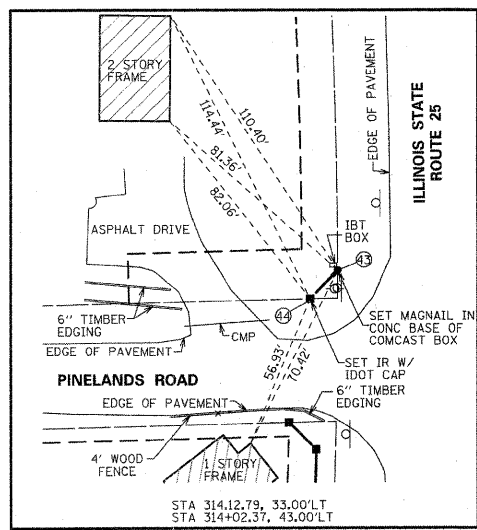 2 STORY
FRAME
114.44'
110.40'
81.36'
82.06'
EDGE OF PAVEMENT
ILLINOIS STATE
ROUTE 25
ASPHALT DRIVE
IBT
BOX
43
SET MAGNAIL IN
CONC BASE OF
COMCAST BOX
44
6" TIMBER
EDGING
CMP
EDGE OF PAVEMENT
SET IR W/
IDOT CAP
56.93'
70.42'
PINELANDS ROAD
6" TIMBER
EDGING
EDGE OF PAVEMENT
4' WOOD
FENCE
1 STORY
FRAME
STA 314.12.79, 33.00'LT
STA 314+02.37, 43.00'LT